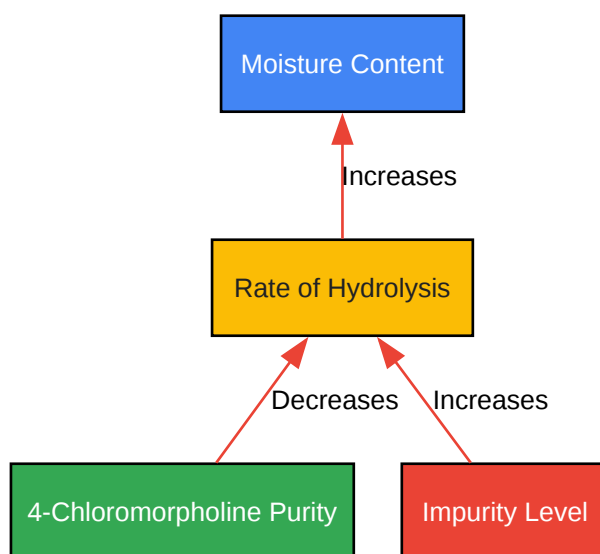 Moisture Content
Increases
Rate of Hydrolysis
Decreases
Increases
4-Chloromorpholine Purity
Impurity Level